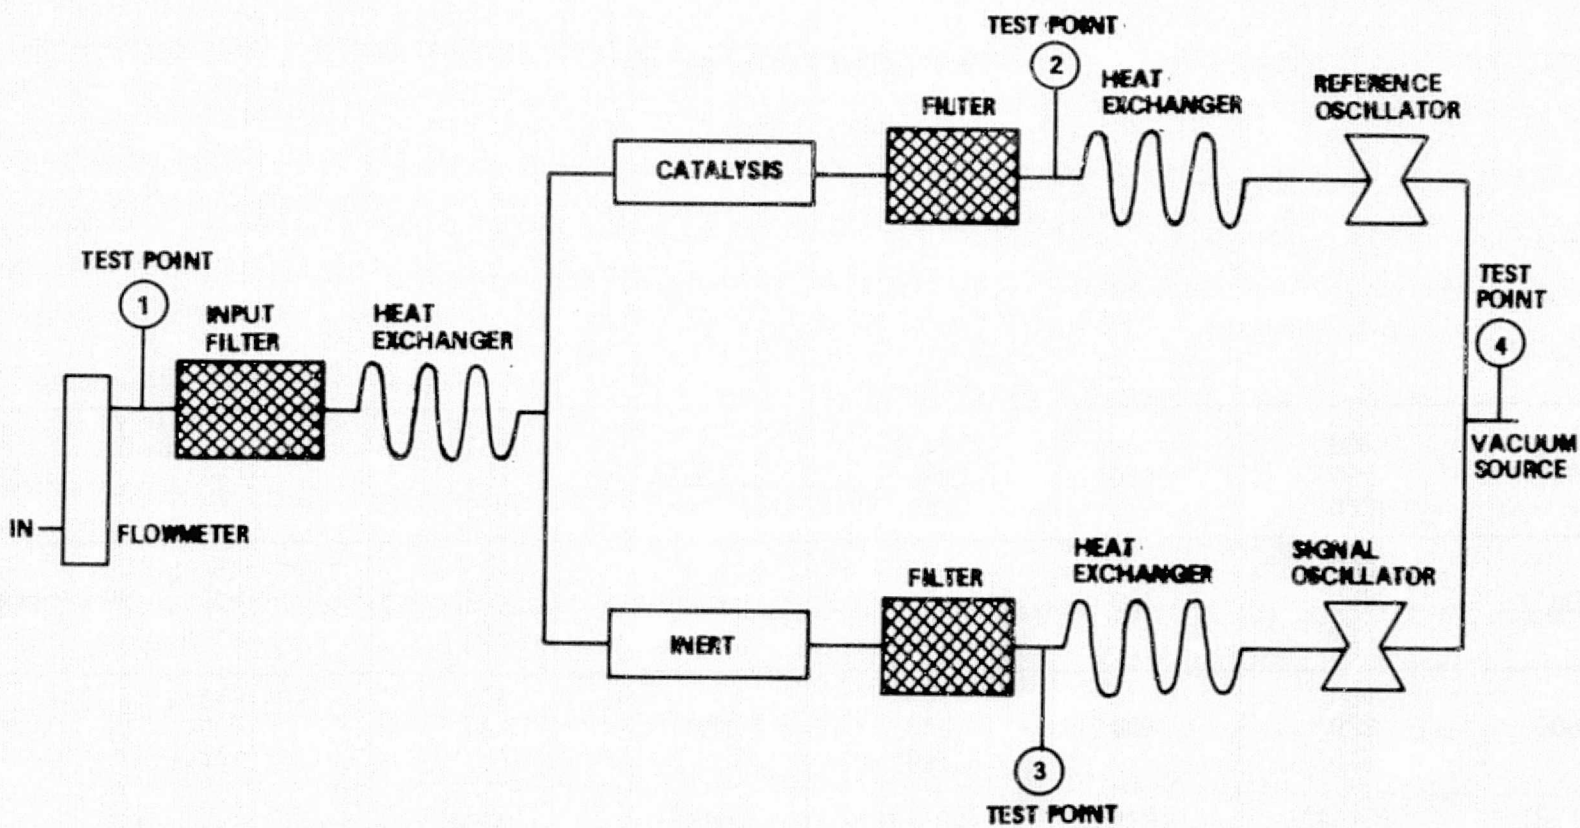 TEST POINT
2
HEAT
EXCHANGER
REFERENCE
OSCILLATOR
FILTER
CATALYSIS
TEST POINT
1
INPUT
FILTER
HEAT
EXCHANGER
TEST
POINT
4
VACUUM
SOURCE
IN
FLOWMETER
FILTER
HEAT
EXCHANGER
SIGNAL
OSCILLATOR
INERT
3
TEST POINT